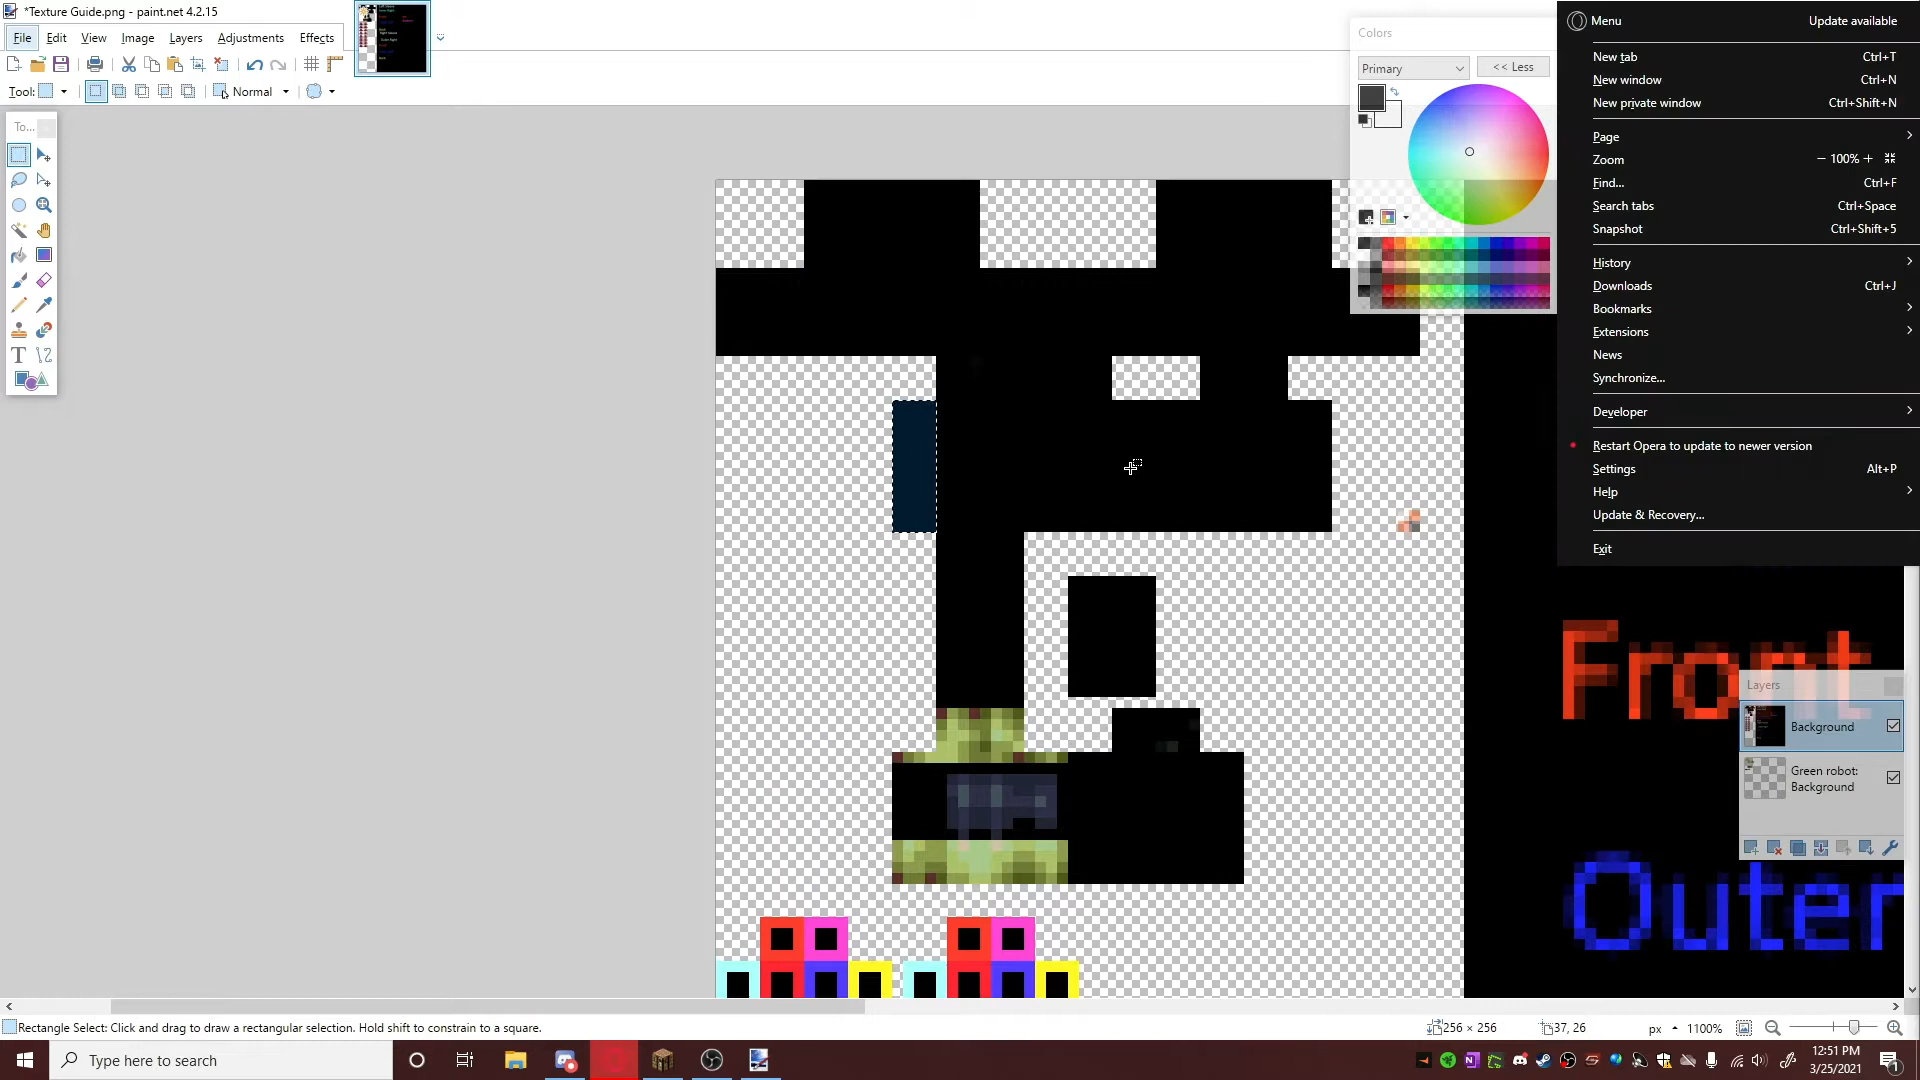 *Texture Guide.png - paint.net 4.2.15
File Edit View Image Layers Adjustments Effects
Tool: Normal
To...
Colors
Primary << Less
Menu Update available
New tab Ctrl+T
New window Ctrl+N
New private window Ctrl+Shift+N
Page
Zoom − 100% +
Find... Ctrl+F
Search tabs Ctrl+Space
Snapshot Ctrl+Shift+5
History
Downloads Ctrl+J
Bookmarks
Extensions
News
Synchronize...
Developer
Restart Opera to update to newer version
Settings Alt+P
Help
Update & Recovery...
Exit
Front
Layers
Background
Green robot:
Background
Outer
Rectangle Select: Click and drag to draw a rectangular selection. Hold shift to constrain to a square.
256 × 256 37, 26 px 1100%
Type here to search
12:51 PM
3/25/2021
1